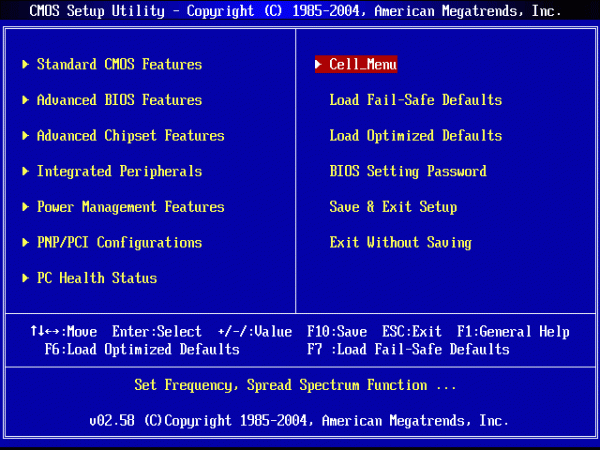 CMOS Setup Utility - Copyright (C) 1985-2004, American Megatrends, Inc.
Standard CMOS Features
Advanced BIOS Features
Advanced Chipset Features
Integrated Peripherals
Power Management Features
PNP/PCI Configurations
PC Health Status
Cell_Menu
Load Fail-Safe Defaults
Load Optimized Defaults
BIOS Setting Password
Save & Exit Setup
Exit Without Saving
↑↓←→:Move Enter:Select +/-/:Value F10:Save ESC:Exit F1:General Help
F6:Load Optimized Defaults F7 :Load Fail-Safe Defaults
Set Frequency, Spread Spectrum Function ...
v02.58 (C)Copyright 1985-2004, American Megatrends, Inc.